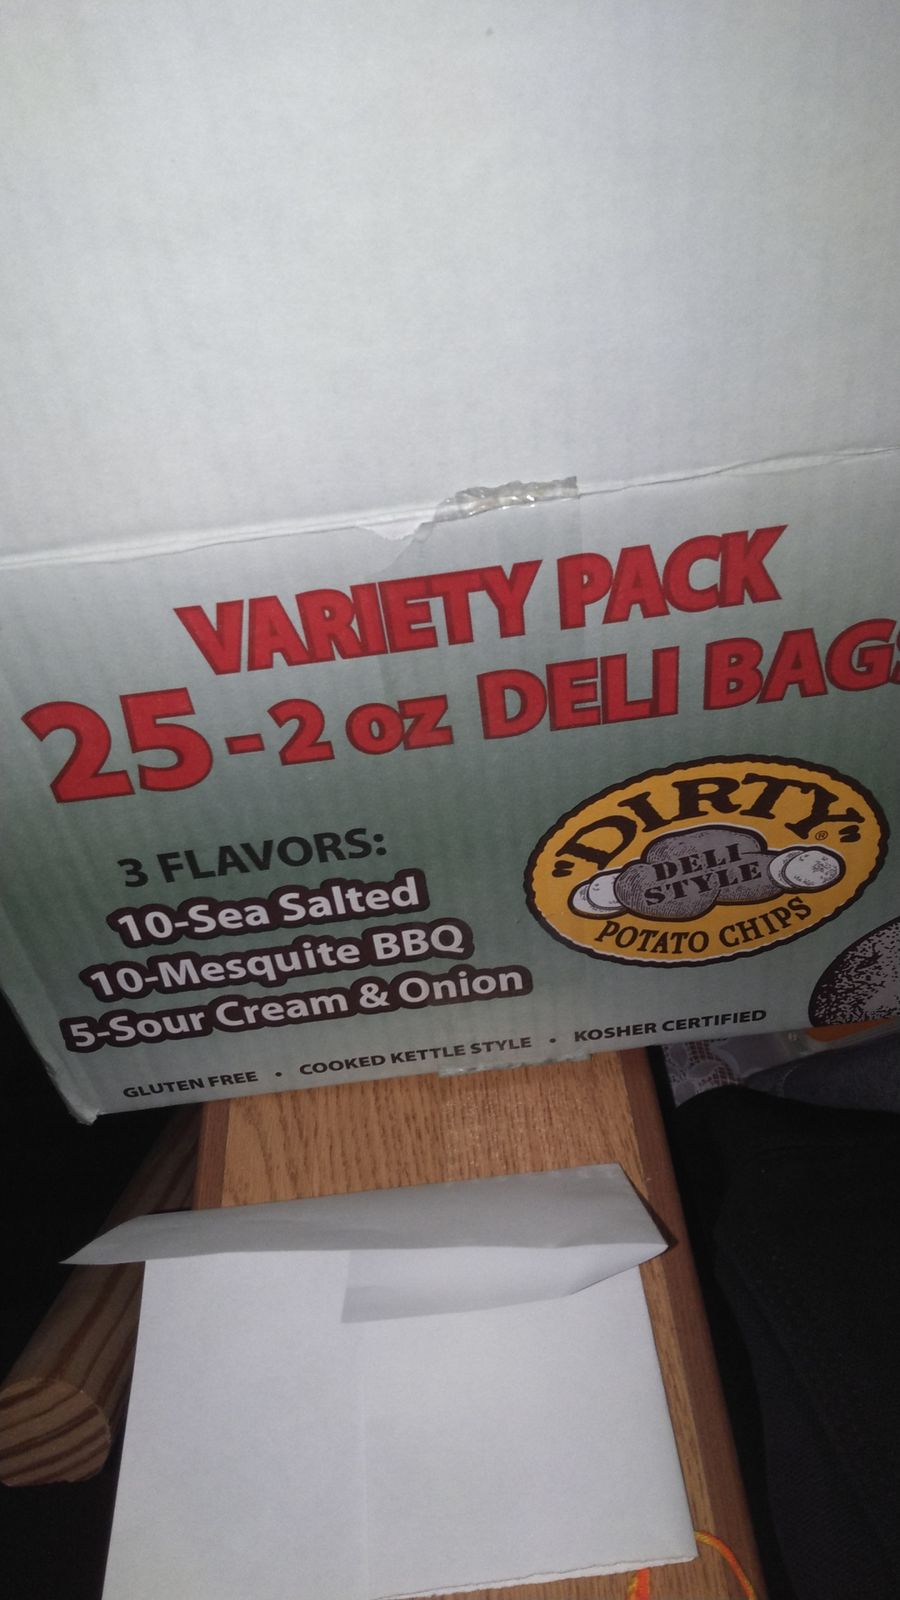 VARIETY PACK
25-2 oz DELI BAGS
3 FLAVORS:
10-Sea Salted
10-Mesquite BBQ
5-Sour Cream & Onion
"DIRTY"®
DELI
STYLE
POTATO CHIPS
GLUTEN FREE • COOKED KETTLE STYLE • KOSHER CERTIFIED